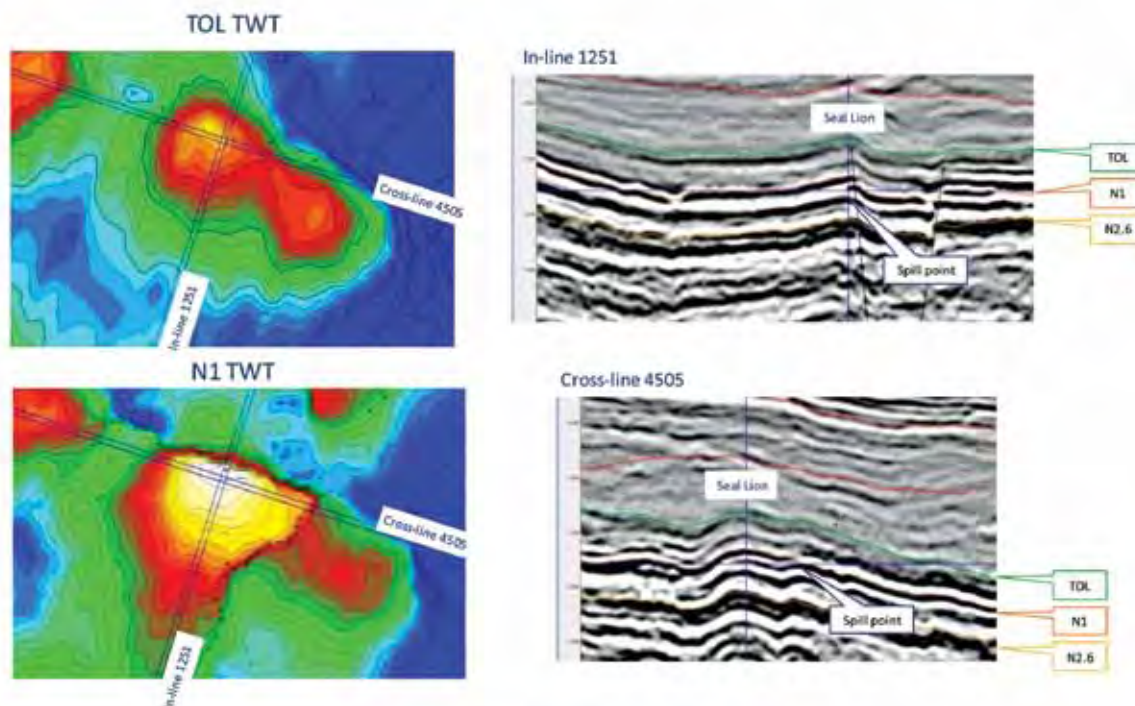 TOL TWT
In-line 1251
Seal Lion
TOL
N1
N2.6
Spill point
Cross-line 4505
In-line 1251
N1 TWT
Cross-line 4505
Seal Lion
Spill point
TOL
N1
N2.6
Cross-line 4505
In-line 1251